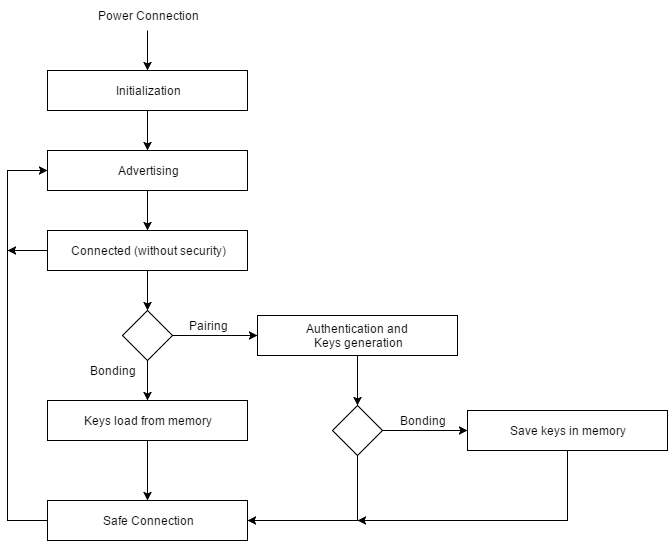 Power Connection
Initialization
Advertising
Connected (without security)
Pairing
Authentication and
Keys generation
Bonding
Keys load from memory
Bonding
Save keys in memory
Safe Connection